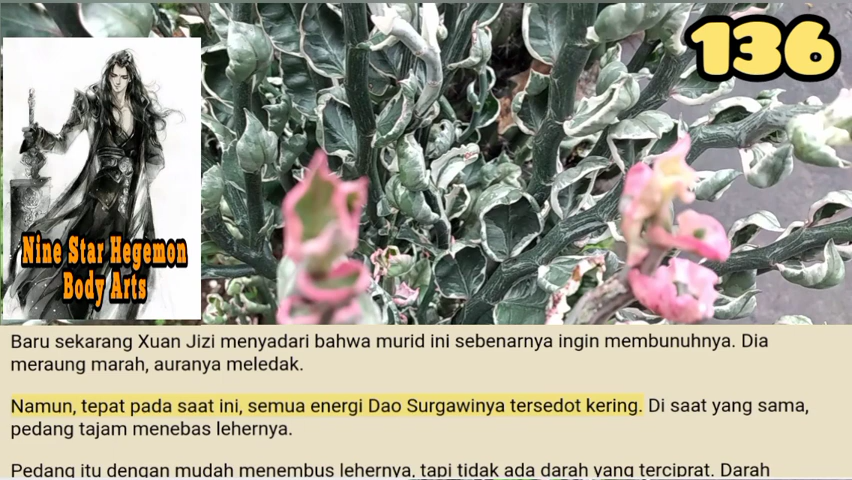 136
Nine Star Hegemon
Body Arts
Baru sekarang Xuan Jizi menyadari bahwa murid ini sebenarnya ingin membunuhnya. Dia
meraung marah, auranya meledak.
Namun, tepat pada saat ini, semua energi Dao Surgawinya tersedot kering. Di saat yang sama,
pedang tajam menebas lehernya.
Pedang itu dengan mudah menembus lehernya, tapi tidak ada darah yang terciprat. Darah